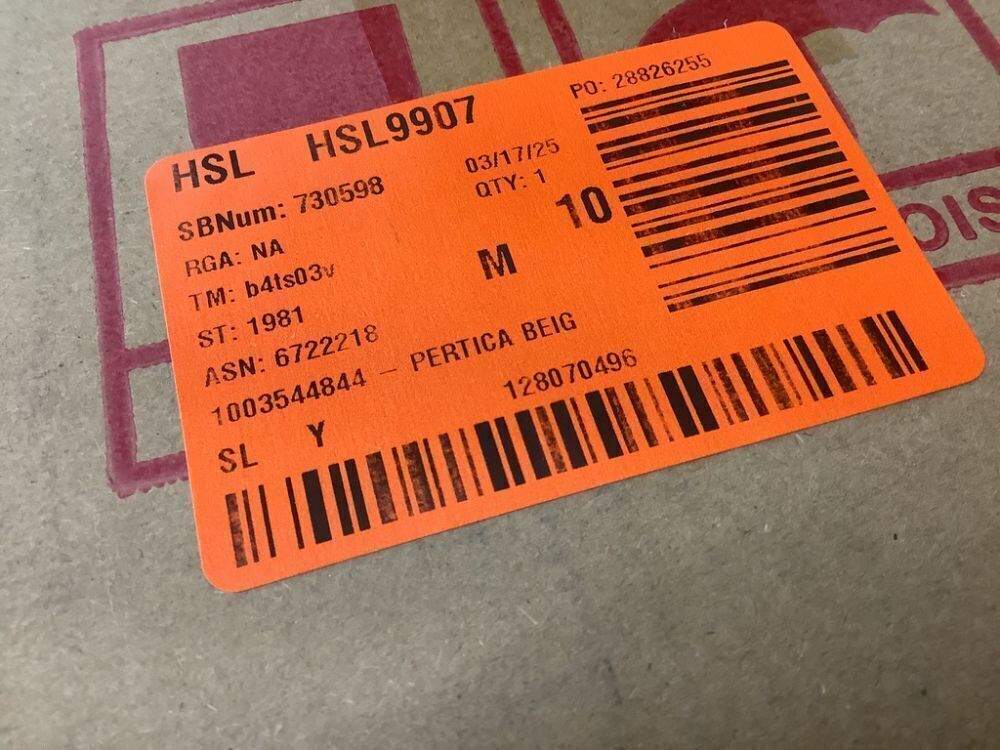 HSL HSL9907
PO: 28826255
SBNum: 730598
03/17/25
RGA: NA
QTY: 1
10
TM: b4ts03v
M
ST: 1981
ASN: 6722218
1003544844 – PERTICA BEIG
SL Y
128070496